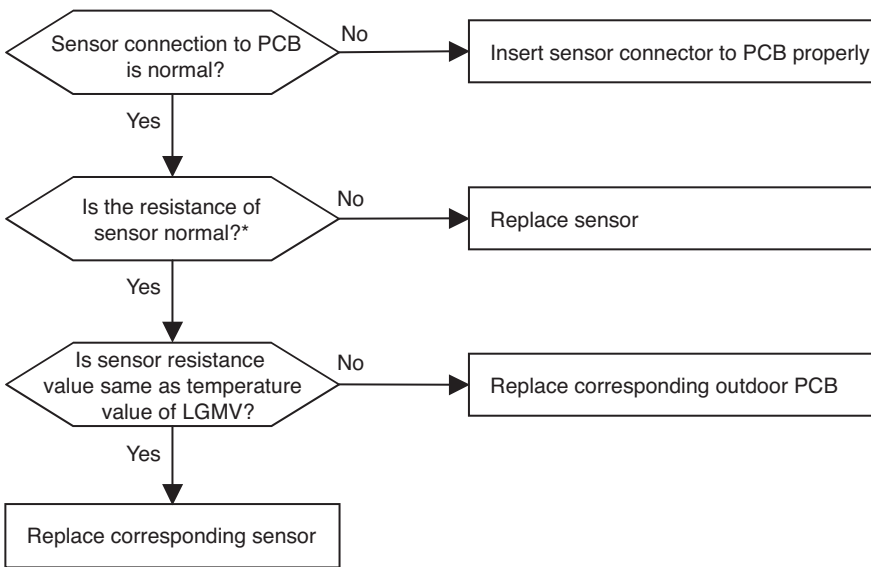 Sensor connection to PCB
is normal?
No
Insert sensor connector to PCB properly
Yes
Is the resistance of
sensor normal?*
No
Replace sensor
Yes
Is sensor resistance
value same as temperature
value of LGMV?
No
Replace corresponding outdoor PCB
Yes
Replace corresponding sensor